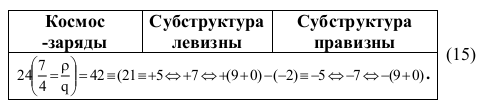 Космос Субструктура Субструктура
-заряды левизны правизны
24(7/4=ρ/q)=42≡(21≡+5⇔+7⇔+(9+0)−(−2)≡−5⇔−7⇔−(9+0). (15)